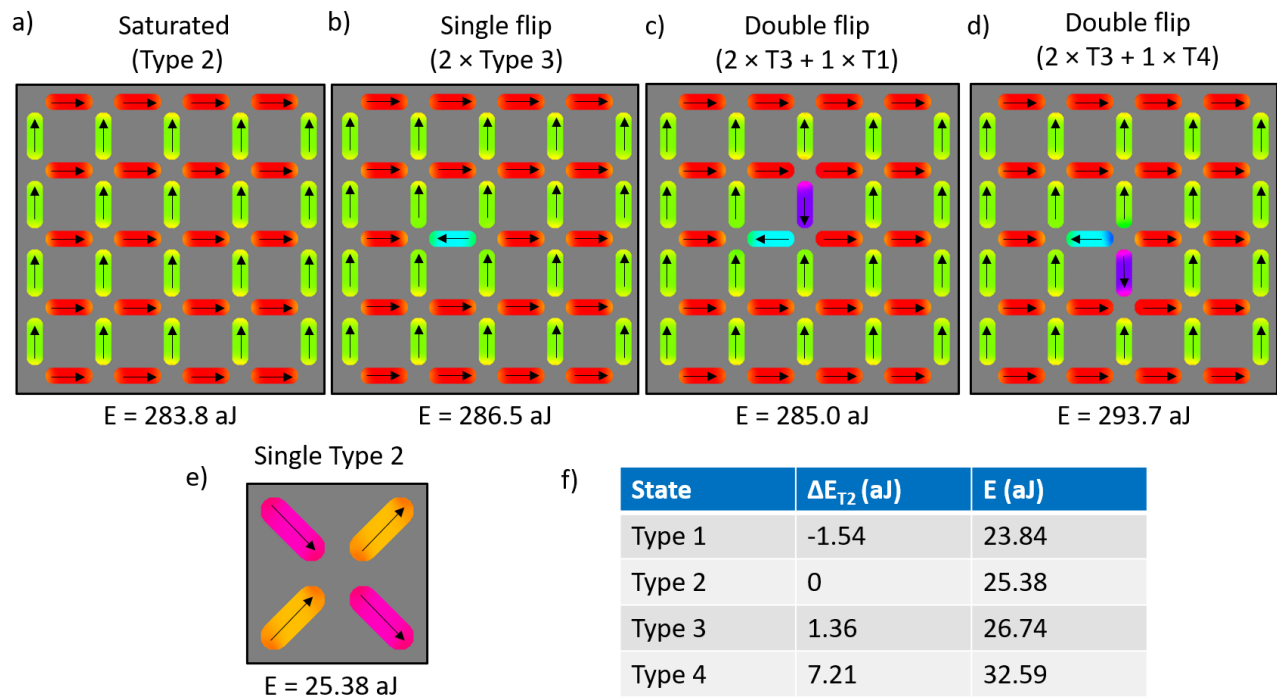 a) Saturated
(Type 2)
b) Single flip
(2 × Type 3)
c) Double flip
(2 × T3 + 1 × T1)
d) Double flip
(2 × T3 + 1 × T4)
E = 283.8 aJ
E = 286.5 aJ
E = 285.0 aJ
E = 293.7 aJ
e) Single Type 2
E = 25.38 aJ
f)
State ΔE_T2 (aJ) E (aJ)
Type 1 -1.54 23.84
Type 2 0 25.38
Type 3 1.36 26.74
Type 4 7.21 32.59